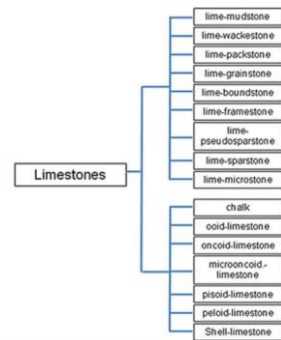 Limestones
lime-mudstone
lime-wackestone
lime-packstone
lime-grainstone
lime-boundstone
lime-framestone
lime-
pseudosparstone
lime-sparstone
lime-microstone
chalk
ooid-limestone
oncoid-limestone
microoncoid.-
limestone
pisoid-limestone
peloid-limestone
Shell-limestone